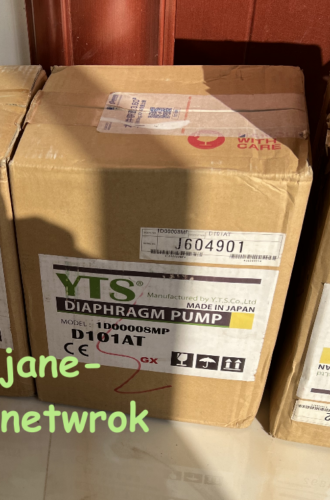 WITH
CARE
1D00008MP D101AT
J604901
YTS® Manufactured by Y.T.S.Co.,Ltd
MADE IN JAPAN
DIAPHRAGM PUMP
MODEL: 1D00008MP
D101AT
CE
GX
jane-
netwrok